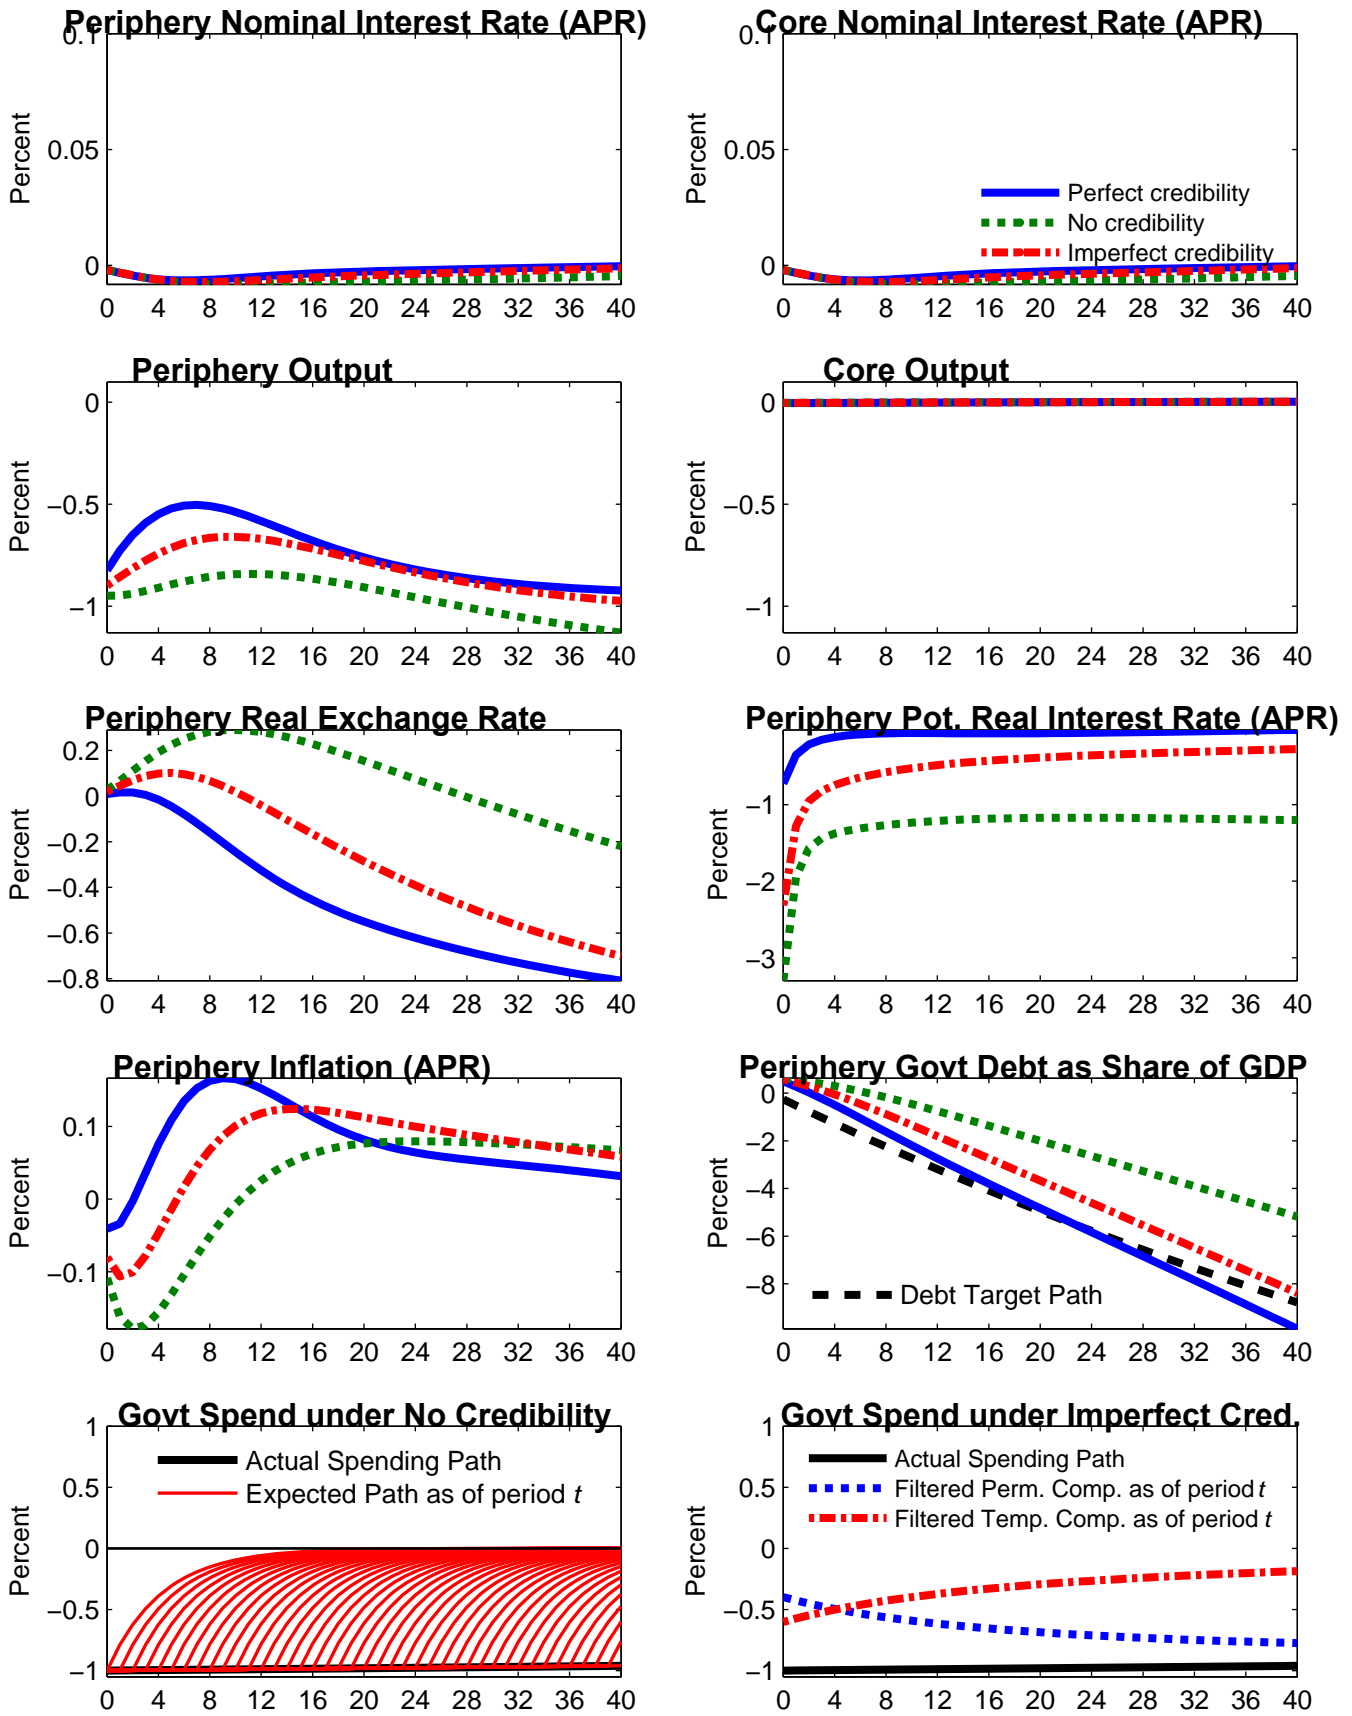 Periphery Nominal Interest Rate (APR)
0.1
0.05
0
Percent
0 4 8 12 16 20 24 28 32 36 40
Core Nominal Interest Rate (APR)
0.1
0.05
0
Percent
Perfect credibility
No credibility
Imperfect credibility
0 4 8 12 16 20 24 28 32 36 40
Periphery Output
0
−0.5
−1
Percent
0 4 8 12 16 20 24 28 32 36 40
Core Output
0
−0.5
−1
Percent
0 4 8 12 16 20 24 28 32 36 40
Periphery Real Exchange Rate
0.2
0
−0.2
−0.4
−0.6
−0.8
Percent
0 4 8 12 16 20 24 28 32 36 40
Periphery Pot. Real Interest Rate (APR)
−1
−2
−3
Percent
0 4 8 12 16 20 24 28 32 36 40
Periphery Inflation (APR)
0.1
0
−0.1
Percent
0 4 8 12 16 20 24 28 32 36 40
Periphery Govt Debt as Share of GDP
0
−2
−4
−6
−8
Percent
Debt Target Path
0 4 8 12 16 20 24 28 32 36 40
Govt Spend under No Credibility
1
0.5
0
−0.5
−1
Percent
Actual Spending Path
Expected Path as of period t
0 4 8 12 16 20 24 28 32 36 40
Govt Spend under Imperfect Cred.
1
0.5
0
−0.5
−1
Percent
Actual Spending Path
Filtered Perm. Comp. as of period t
Filtered Temp. Comp. as of period t
0 4 8 12 16 20 24 28 32 36 40